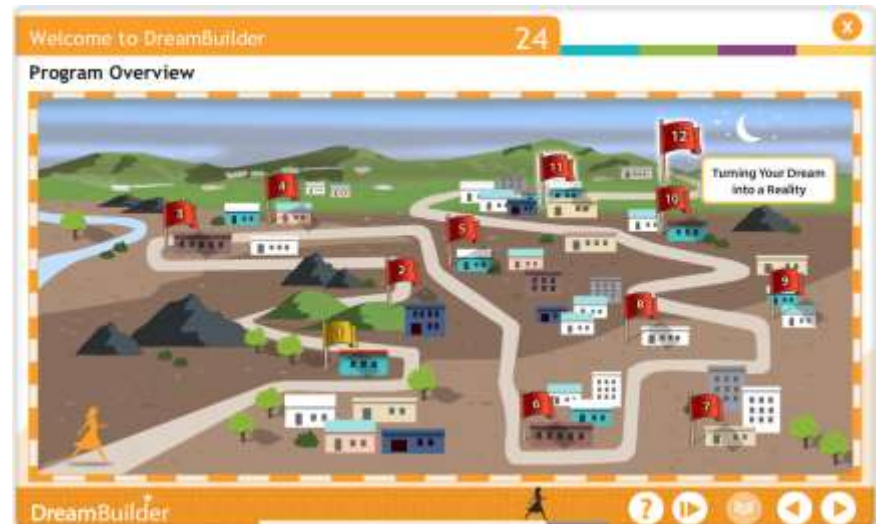 Welcome to DreamBuilder
24
X
Program Overview
12
11
Turning Your Dream
into a Reality
4
10
3
5
2
9
8
1
6
7
DreamBuilder
?